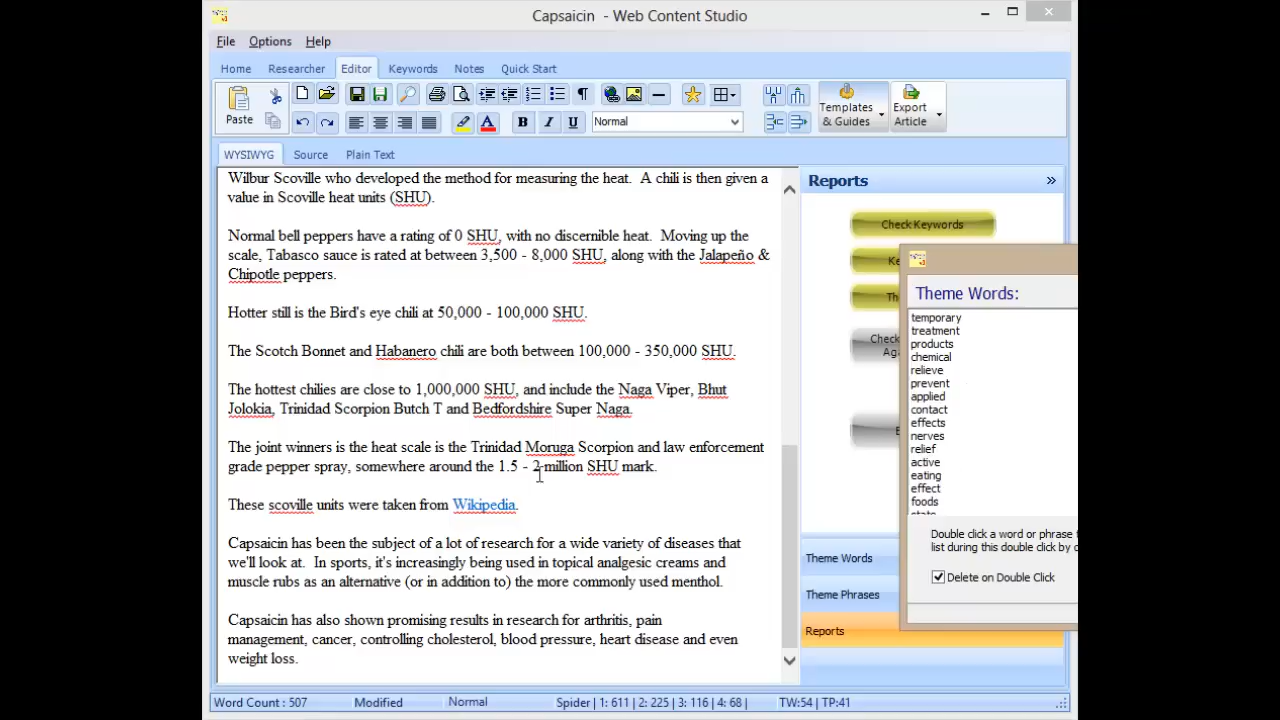 Capsaicin - Web Content Studio
File Options Help
Home Researcher Editor Keywords Notes Quick Start
Paste
Normal
Templates & Guides
Export Article
WYSIWYG Source Plain Text
Wilbur Scoville who developed the method for measuring the heat. A chili is then given a
value in Scoville heat units (SHU).
Normal bell peppers have a rating of 0 SHU, with no discernible heat. Moving up the
scale, Tabasco sauce is rated at between 3,500 - 8,000 SHU, along with the Jalapeño &
Chipotle peppers.
Hotter still is the Bird's eye chili at 50,000 - 100,000 SHU.
The Scotch Bonnet and Habanero chili are both between 100,000 - 350,000 SHU.
The hottest chilies are close to 1,000,000 SHU, and include the Naga Viper, Bhut
Jolokia, Trinidad Scorpion Butch T and Bedfordshire Super Naga.
The joint winners is the heat scale is the Trinidad Moruga Scorpion and law enforcement
grade pepper spray, somewhere around the 1.5 - 2 million SHU mark.
These scoville units were taken from Wikipedia.
Capsaicin has been the subject of a lot of research for a wide variety of diseases that
we'll look at. In sports, it's increasingly being used in topical analgesic creams and
muscle rubs as an alternative (or in addition to) the more commonly used menthol.
Capsaicin has also shown promising results in research for arthritis, pain
management, cancer, controlling cholesterol, blood pressure, heart disease and even
weight loss.
Reports »
Check Keywords
Theme Words:
temporary
treatment
products
chemical
relieve
prevent
applied
contact
effects
nerves
relief
active
eating
effect
foods
Double click a word or phrase
list during this double click by
Delete on Double Click
Theme Words
Theme Phrases
Reports
Word Count : 507 Modified Normal Spider | 1: 611 | 2: 225 | 3: 116 | 4: 68 | TW:54 | TP:41